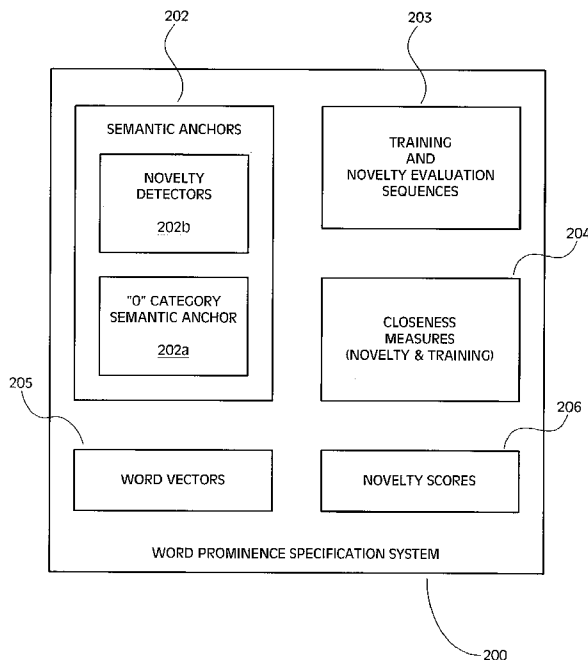 202
203
SEMANTIC ANCHORS
NOVELTY
DETECTORS
202b
"0" CATEGORY
SEMANTIC ANCHOR
202a
TRAINING
AND
NOVELTY EVALUATION
SEQUENCES
204
CLOSENESS
MEASURES
(NOVELTY & TRAINING)
205
206
WORD VECTORS
NOVELTY SCORES
WORD PROMINENCE SPECIFICATION SYSTEM
200